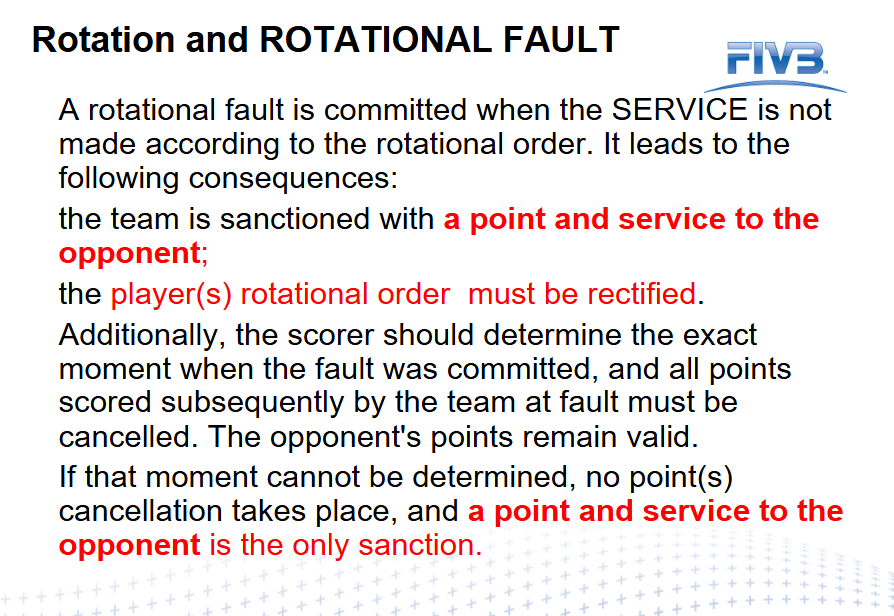 Rotation and ROTATIONAL FAULT
FIVB
TM
A rotational fault is committed when the SERVICE is not
made according to the rotational order. It leads to the
following consequences:
the team is sanctioned with a point and service to the
opponent;
the player(s) rotational order  must be rectified.
Additionally, the scorer should determine the exact
moment when the fault was committed, and all points
scored subsequently by the team at fault must be
cancelled. The opponent's points remain valid.
If that moment cannot be determined, no point(s)
cancellation takes place, and a point and service to the
opponent is the only sanction.